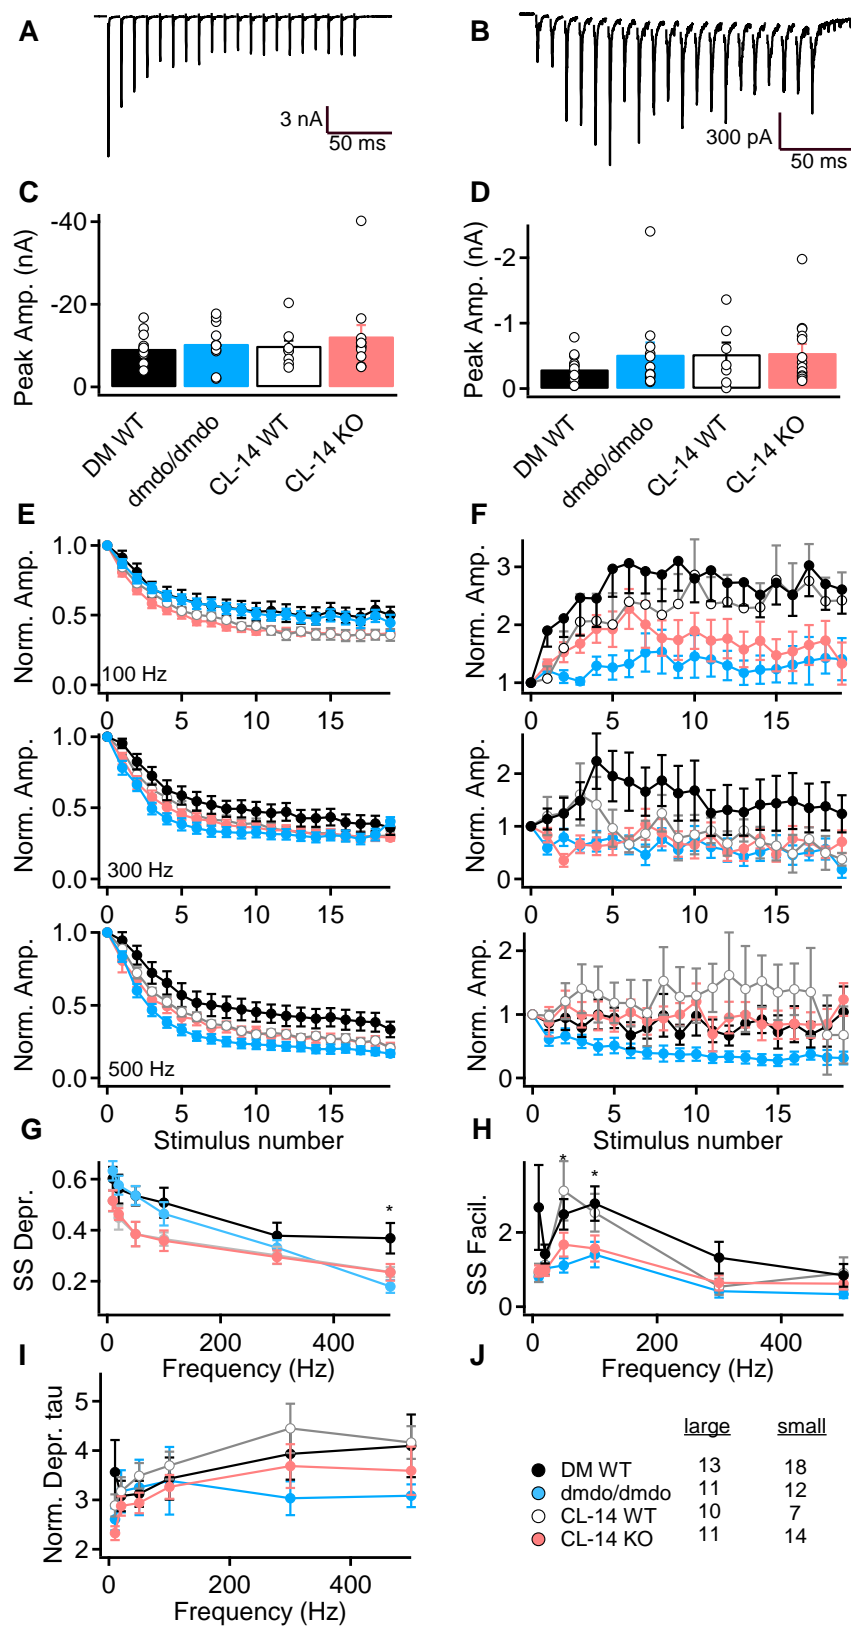 A
B
3 nA
50 ms
300 pA
50 ms
C
D
Peak Amp. (nA)
-40
-20
0
DM WT
dmdo/dmdo
CL-14 WT
CL-14 KO
Peak Amp. (nA)
-2
-1
0
DM WT
dmdo/dmdo
CL-14 WT
CL-14 KO
E
F
Norm. Amp.
1.0
0.5
0.0
100 Hz
0 5 10 15
Norm. Amp.
3
2
1
0 5 10 15
Norm. Amp.
1.0
0.5
0.0
300 Hz
0 5 10 15
Norm. Amp.
2
1
0
0 5 10 15
Norm. Amp.
1.0
0.5
0.0
500 Hz
0 5 10 15
Stimulus number
Norm. Amp.
2
1
0
0 5 10 15
Stimulus number
G
H
SS Depr.
0.6
0.4
0.2
*
0 200 400
Frequency (Hz)
SS Facil.
2
0
* *
0 200 400
Frequency (Hz)
I
J
Norm. Depr. tau
5
4
3
2
0 200 400
Frequency (Hz)
large small
DM WT 13 18
dmdo/dmdo 11 12
CL-14 WT 10 7
CL-14 KO 11 14